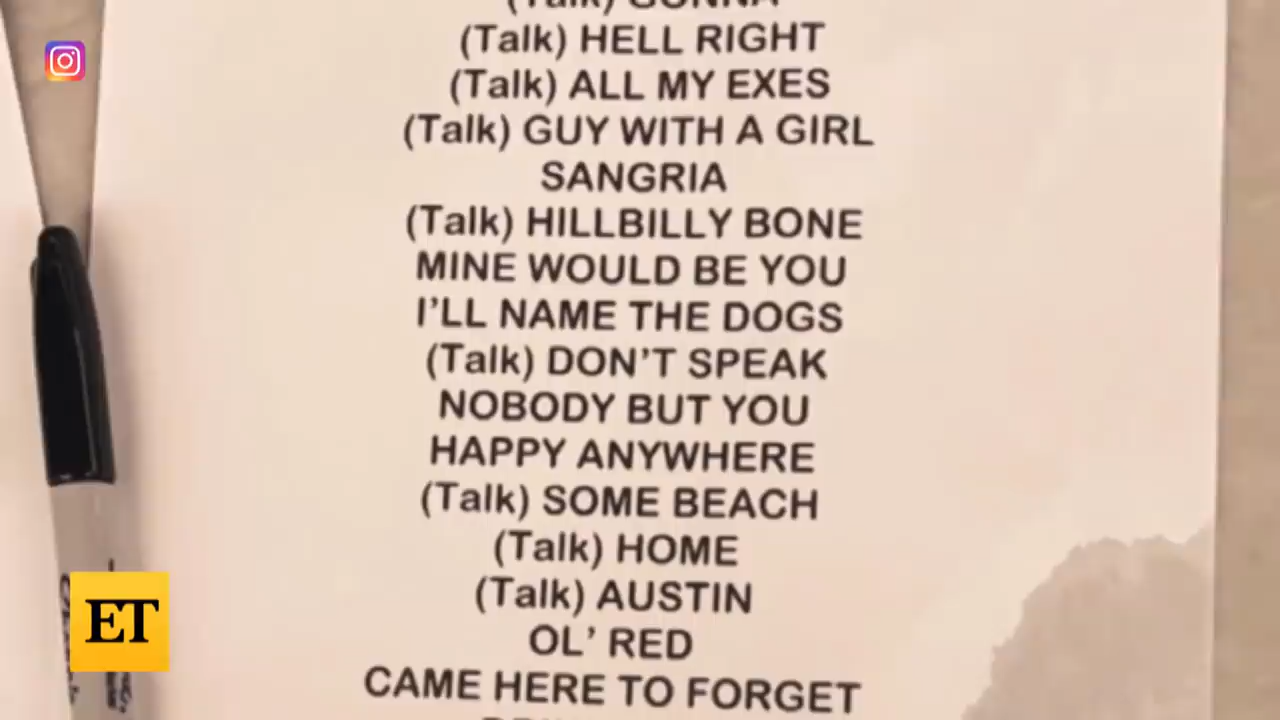 (Talk) GONNA
(Talk) HELL RIGHT
(Talk) ALL MY EXES
(Talk) GUY WITH A GIRL
SANGRIA
(Talk) HILLBILLY BONE
MINE WOULD BE YOU
I'LL NAME THE DOGS
(Talk) DON'T SPEAK
NOBODY BUT YOU
HAPPY ANYWHERE
(Talk) SOME BEACH
(Talk) HOME
(Talk) AUSTIN
OL' RED
CAME HERE TO FORGET
ET